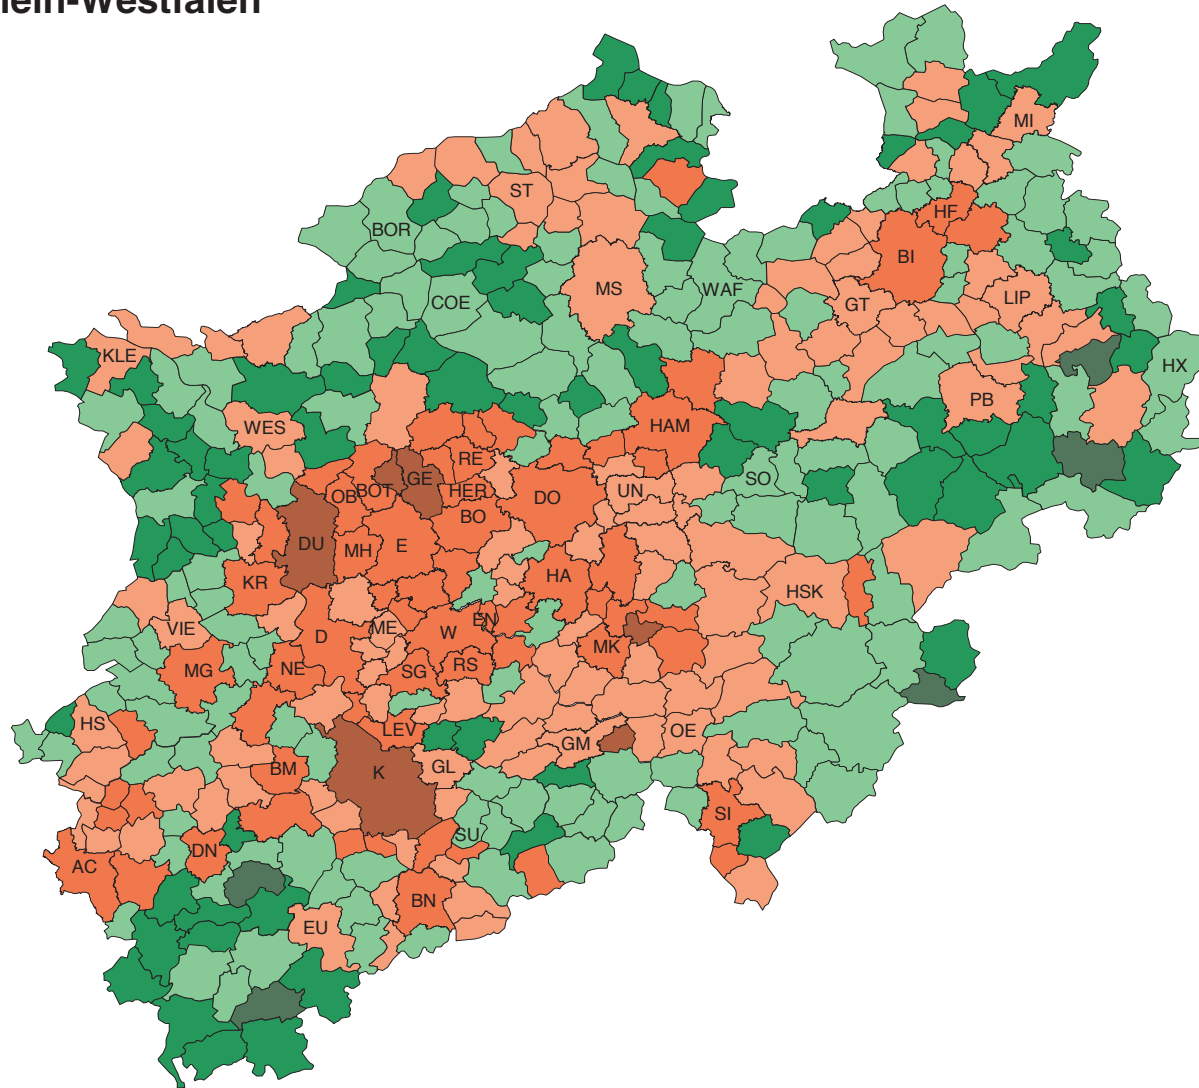 lein-Westfalen
MI
ST
HF
BOR
BI
MS
WAF
LIP
COE
GT
KLE
HX
PB
WES
HAM
RE
GE
SO
BOT
HER
UN
OB
DO
BO
DU
MH
E
HA
KR
HSK
EN
VIE
ME
W
D
MK
RS
NE
MG
SG
HS
LEV
OE
GM
GL
BM
K
SI
SU
DN
AC
BN
EU